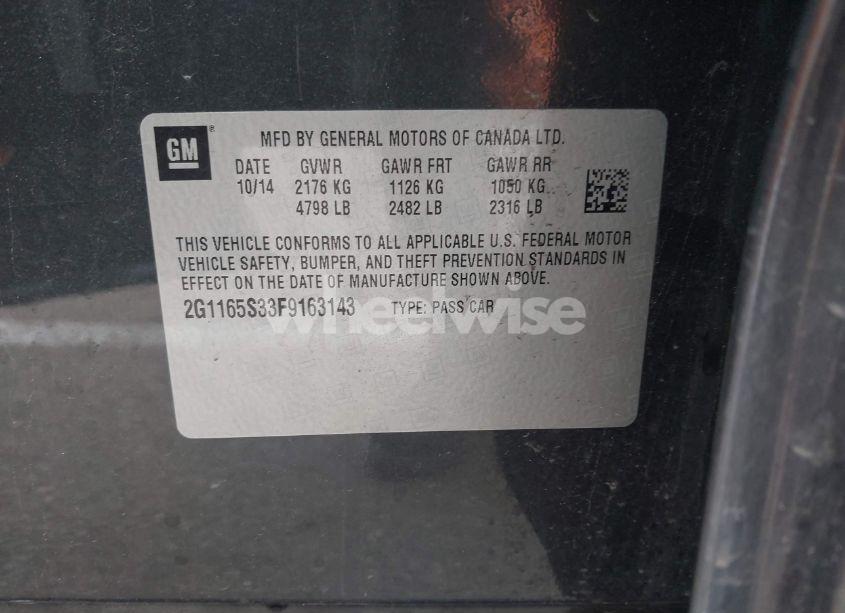 GM
MFD BY GENERAL MOTORS OF CANADA LTD.
DATE GVWR GAWR FRT GAWR RR
10/14 2176 KG 1126 KG 1050 KG
4798 LB 2482 LB 2316 LB
THIS VEHICLE CONFORMS TO ALL APPLICABLE U.S. FEDERAL MOTOR
VEHICLE SAFETY, BUMPER, AND THEFT PREVENTION STANDARDS IN
EFFECT ON THE DATE OF MANUFACTURE SHOWN ABOVE.
2G1165S33F9163143 TYPE: PASS CAR
wheelwise